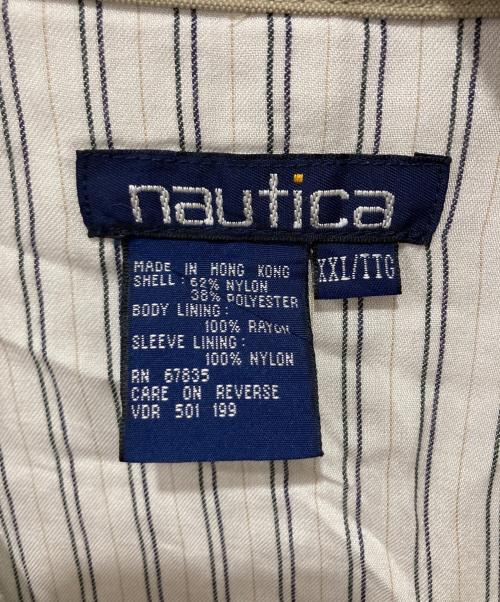 nautica
XXL/TTG
MADE IN HONG KONG
SHELL: 62% NYLON
38% POLYESTER
BODY LINING:
100% RAYON
SLEEVE LINING:
100% NYLON
RN 67835
CARE ON REVERSE
VDR 501 199